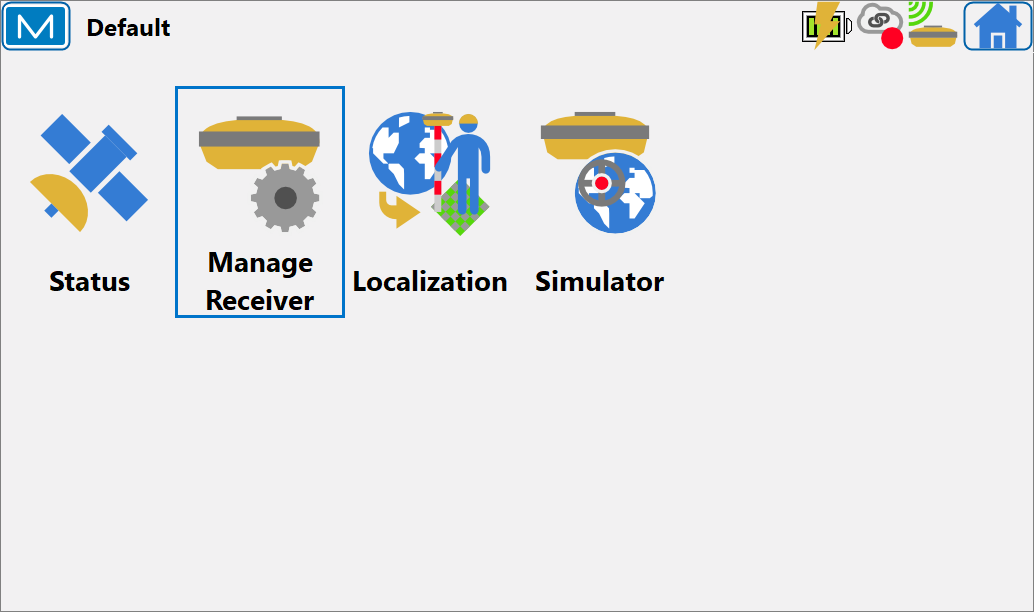 M
Default
Status
Manage
Receiver
Localization
Simulator